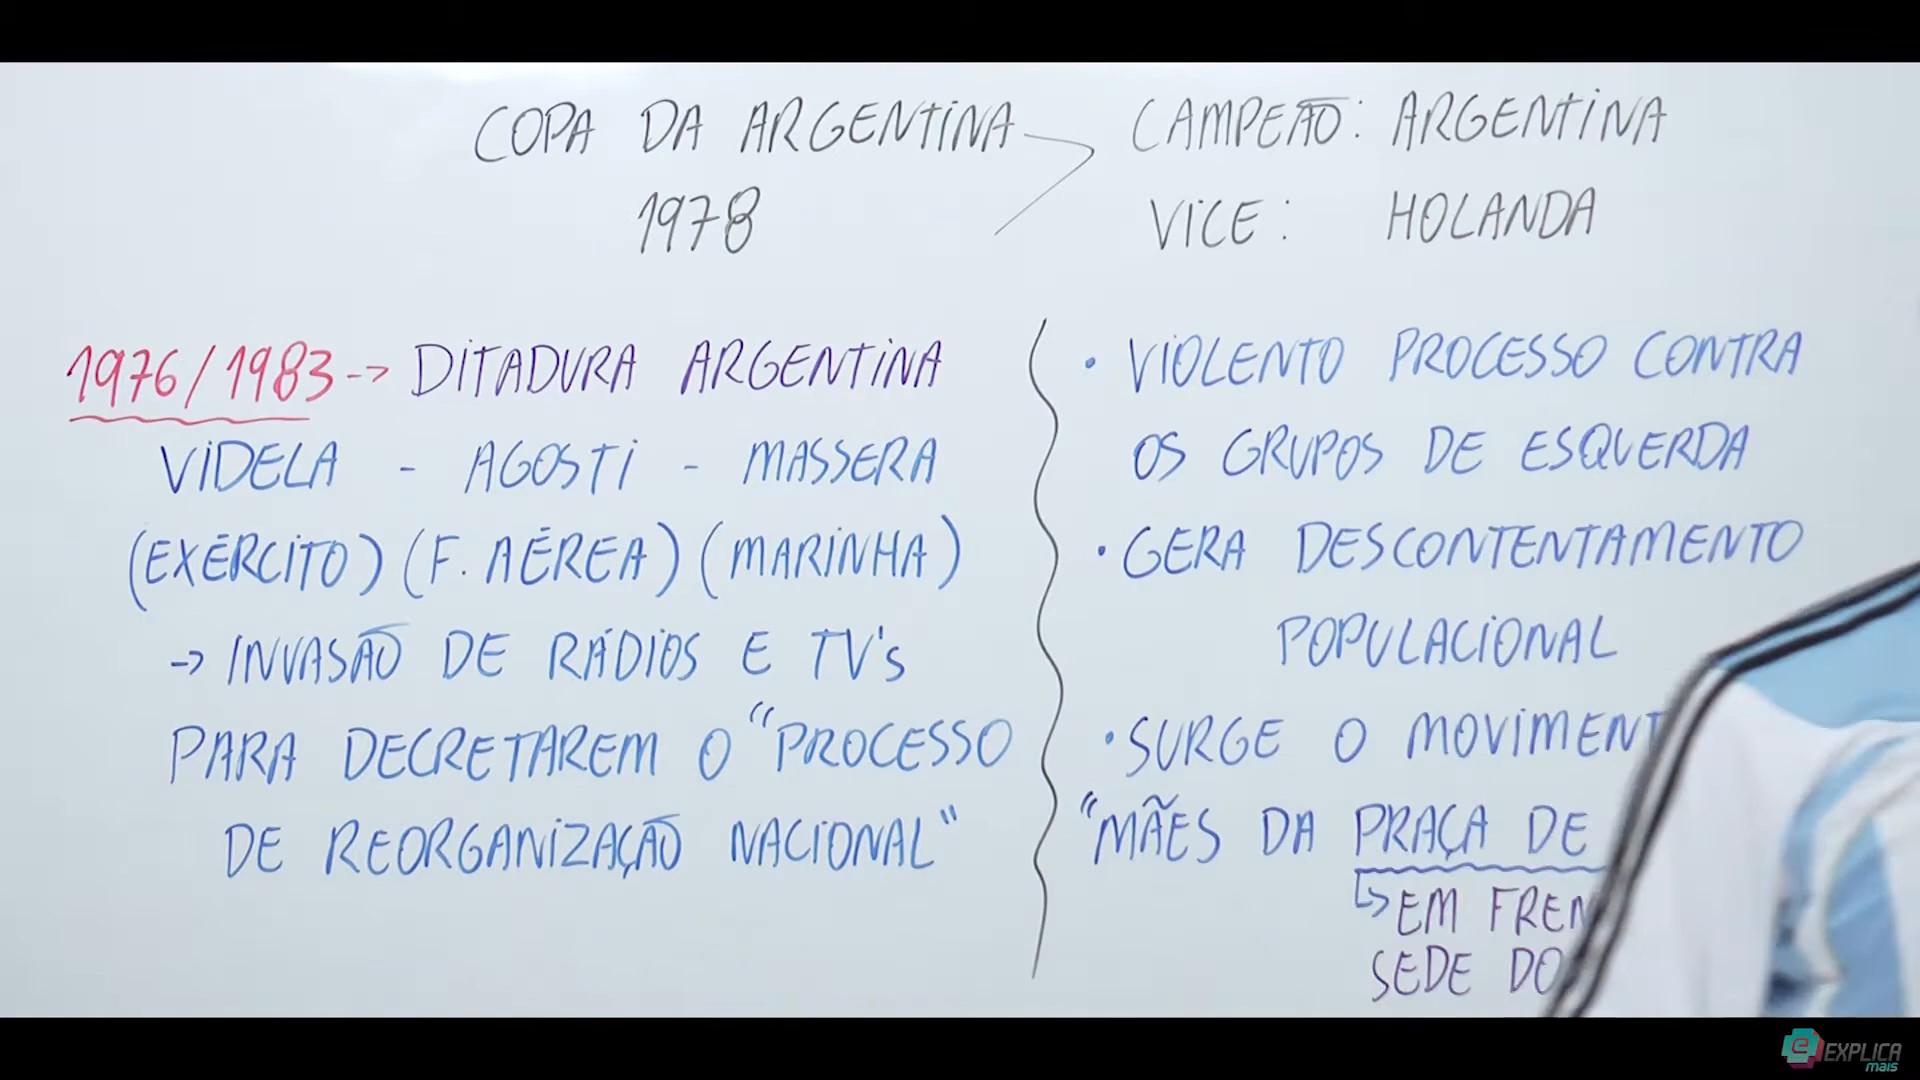 COPA DA ARGENTINA
1978
CAMPEÃO: ARGENTINA
VICE: HOLANDA
1976/1983 -> DITADURA ARGENTINA
VIDELA - AGOSTI - MASSERA
(EXÉRCITO) (F. AÉREA) (MARINHA)
-> INVASÃO DE RÁDIOS E TV's
PARA DECRETAREM O "PROCESSO
DE REORGANIZAÇÃO NACIONAL"
• VIOLENTO PROCESSO CONTRA
OS GRUPOS DE ESQUERDA
• GERA DESCONTENTAMENTO
POPULACIONAL
• SURGE O MOVIMENT
"MÃES DA PRAÇA DE
↳ EM FREN
SEDE DO
e EXPLICA
mais